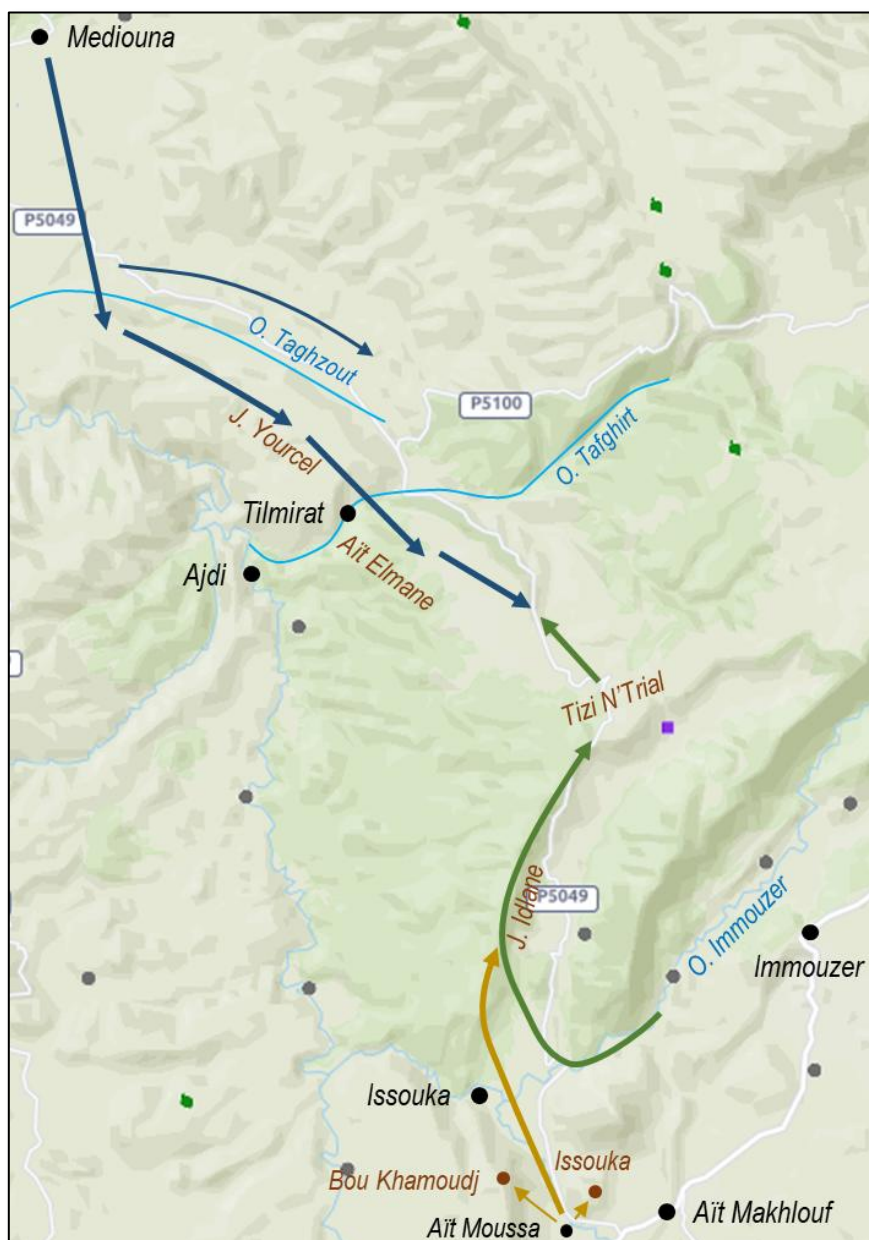 Mediouna
P5049
O. Taghzout
P5100
J. Yourcel
O. Tafghirt
Tilmirat
Aït Elmane
Ajdi
Tizi N'Trial
J. Idlane
P5049
O. Immouzer
Immouzer
Issouka
Issouka
Bou Khamoudj
Aït Makhlouf
Aït Moussa